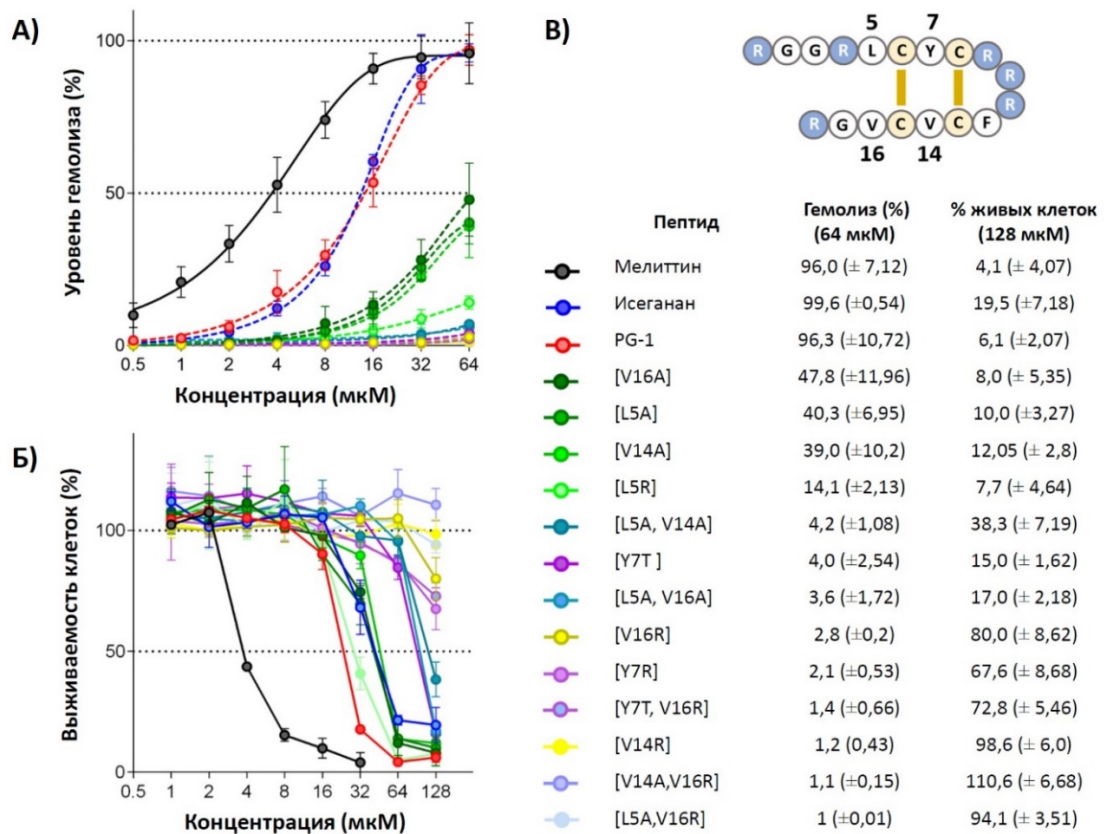 А)
Уровень гемолиза (%)
100
50
0
0.5 1 2 4 8 16 32 64
Концентрация (мкМ)
Б)
Выживаемость клеток (%)
100
50
0
0.5 1 2 4 8 16 32 64 128
Концентрация (мкМ)
В)
5 7
R G G R L C Y C R
R
R
R G V C V C F R
16 14
Пептид Гемолиз (%) (64 мкМ) % живых клеток (128 мкМ)
Мелиттин 96,0 (± 7,12) 4,1 (± 4,07)
Исеганан 99,6 (±0,54) 19,5 (±7,18)
PG-1 96,3 (±10,72) 6,1 (±2,07)
[V16A] 47,8 (±11,96) 8,0 (± 5,35)
[L5A] 40,3 (±6,95) 10,0 (±3,27)
[V14A] 39,0 (±10,2) 12,05 (± 2,8)
[L5R] 14,1 (±2,13) 7,7 (± 4,64)
[L5A, V14A] 4,2 (±1,08) 38,3 (± 7,19)
[Y7T ] 4,0 (±2,54) 15,0 (± 1,62)
[L5A, V16A] 3,6 (±1,72) 17,0 (± 2,18)
[V16R] 2,8 (±0,2) 80,0 (± 8,62)
[Y7R] 2,1 (±0,53) 67,6 (± 8,68)
[Y7T, V16R] 1,4 (±0,66) 72,8 (± 5,46)
[V14R] 1,2 (0,43) 98,6 (± 6,0)
[V14A,V16R] 1,1 (±0,15) 110,6 (± 6,68)
[L5A,V16R] 1 (±0,01) 94,1 (± 3,51)